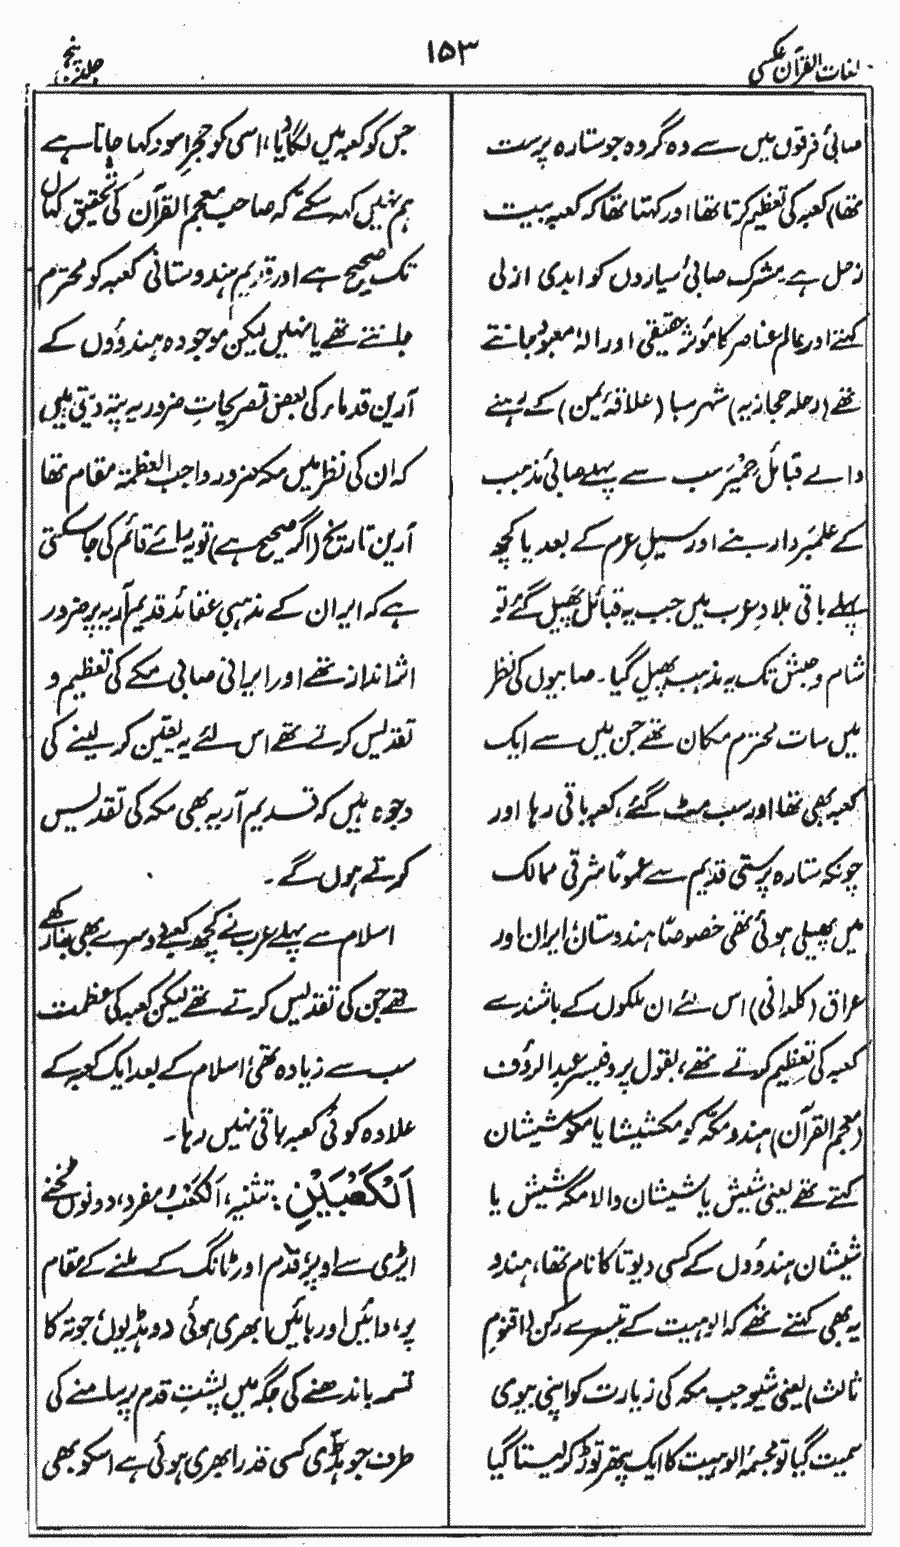 لغات القرآن عکسی
۱۵۳
جلد پنجم
صابئی فرقوں میں سے وہ گروہ جو ستارہ پرست
تھا) کعبہ کی تعظیم کرتا تھا اور کہتا تھا کہ کعبہ بیت
زحل ہے۔ مشرک صابئی سیاروں کو ابدی ازلی
کہتے اور عالم عناصر کا مؤثر حقیقی اور الٰہ معبود جانتے
تھے (رحلہ حجازیہ) شہر سبا (علاقۂ یمن) کے رہنے
والے قبائل حِمْیَر سب سے پہلے صابئی مذہب
کے علمبردار بنے اور سیلِ عرم کے بعد یا کچھ
پہلے باقی بلادِ عرب میں جب یہ قبائل پھیل گئے تو
شام و حبش تک یہ مذہب پھیل گیا۔ صابیوں کی نظر
میں سات محترم مکان تھے جن میں سے ایک
کعبہ بھی تھا اور سب مٹ گئے، کعبہ باقی رہا اور
چونکہ ستارہ پرستی قدیم سے عموماً شرقی ممالک
میں پھیلی ہوئی تھی خصوصاً ہندوستان، ایران اور
عراق (کلدانی) اس لئے ان ملکوں کے باشندے
کعبہ کی تعظیم کرتے تھے، بقول پروفیسر عبدالرؤف
(معجم القرآن) ہندو مکہ کو مکشیشا یا مکو شیشان
کہتے تھے یعنی شیش یا شیشان والا مکہ شیش یا
شیشان ہندوؤں کے کسی دیوتا کا نام تھا، ہندو
یہ بھی کہتے تھے کہ الوہیت کے تیسرے رکن (اقنومِ
ثالث) یعنی شیو جب مکہ کی زیارت کو اپنی بیوی
سمیت گیا تو مجسمۂ الوہیت کا ایک پتھر توڑ کر لیتا گیا
جس کو کعبہ میں لگا دیا، اسی کو حجرِ اسود کہا جاتا ہے
ہم نہیں کہہ سکتے کہ صاحب معجم القرآن کی تحقیق کہاں
تک صحیح ہے اور قدیم ہندوستانی کعبہ کو محترم
جانتے تھے یا نہیں لیکن موجودہ ہندوؤں کے
آرین قدماء کی بعض تصریحات ضرور یہ پتہ دیتی ہیں
کہ ان کی نظر میں مکہ ضرور واجب العظمۃ مقام تھا
آرین تاریخ (اگر صحیح ہے) تو یہ رائے قائم کی جا سکتی
ہے کہ ایران کے مذہبی عقائد قدیم آریہ پر ضرور
اثر انداز تھے اور ایرانی صابی مکے کی تعظیم و
تقدیس کرتے تھے اس لئے یہ یقین کر لینے کی
وجوہ ہیں کہ قدیم آریہ بھی مکہ کی تقدیس
کرتے ہوں گے۔
اسلام سے پہلے عرب نے کچھ کعبے دوسرے بھی بنا رکھے
تھے جن کی تقدیس کرتے تھے لیکن کعبہ کی عظمت
سب سے زیادہ تھی، اسلام کے بعد ایک کعبہ کے
علاوہ کوئی کعبہ باقی نہیں رہا۔
اَلْکَعْبَیْنِ : تثنیہ، اَلْکَعْبُ مفرد، دونوں ٹخنے
ایڑی سے اوپر قدم اور ٹانگ کے ملنے کے مقام
پر، دائیں اور بائیں ابھری ہوئی دو ہڈیوں، جوتہ کا
تسمہ باندھنے کی جگہ میں پشتِ قدم پر سامنے کی
طرف جو ہڈی کسی قدر ابھری ہوئی ہے اسکو بھی